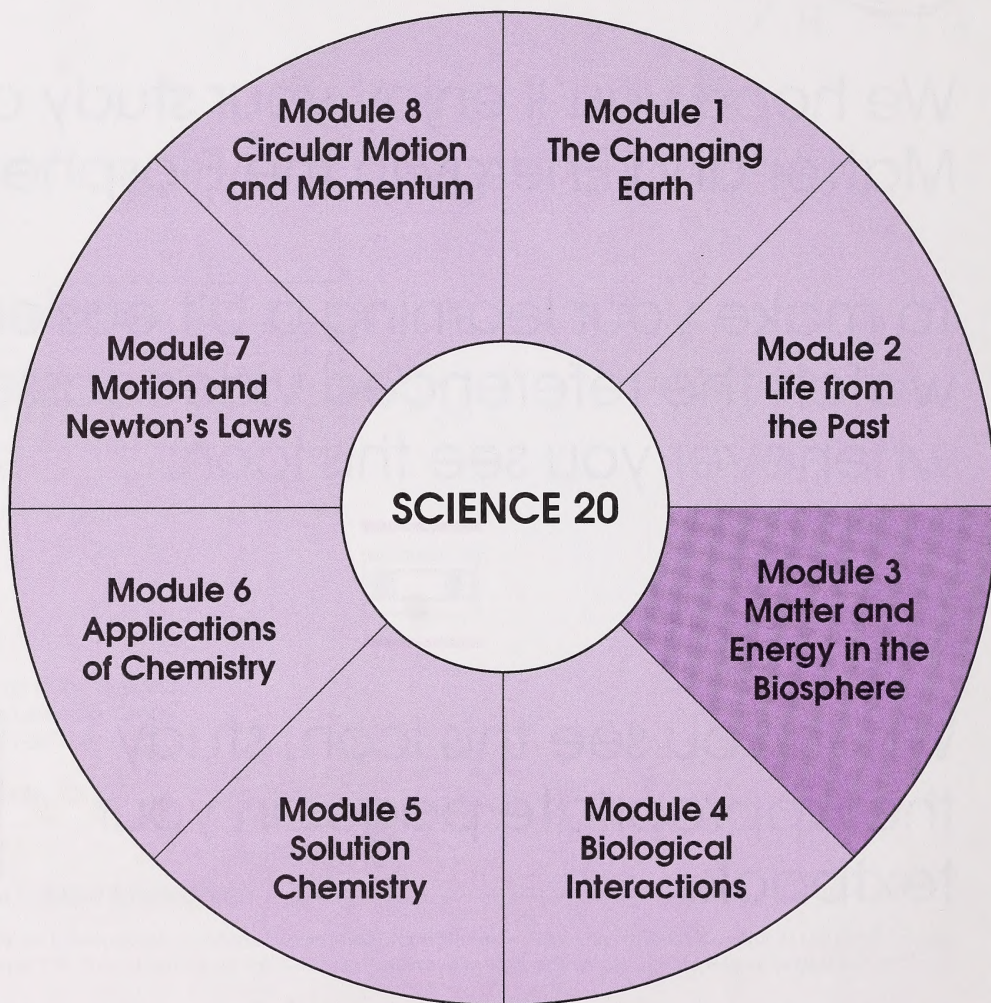 SCIENCE 20
Module 1
The Changing
Earth
Module 2
Life from
the Past
Module 3
Matter and
Energy in the
Biosphere
Module 4
Biological
Interactions
Module 5
Solution
Chemistry
Module 6
Applications
of Chemistry
Module 7
Motion and
Newton's Laws
Module 8
Circular Motion
and Momentum